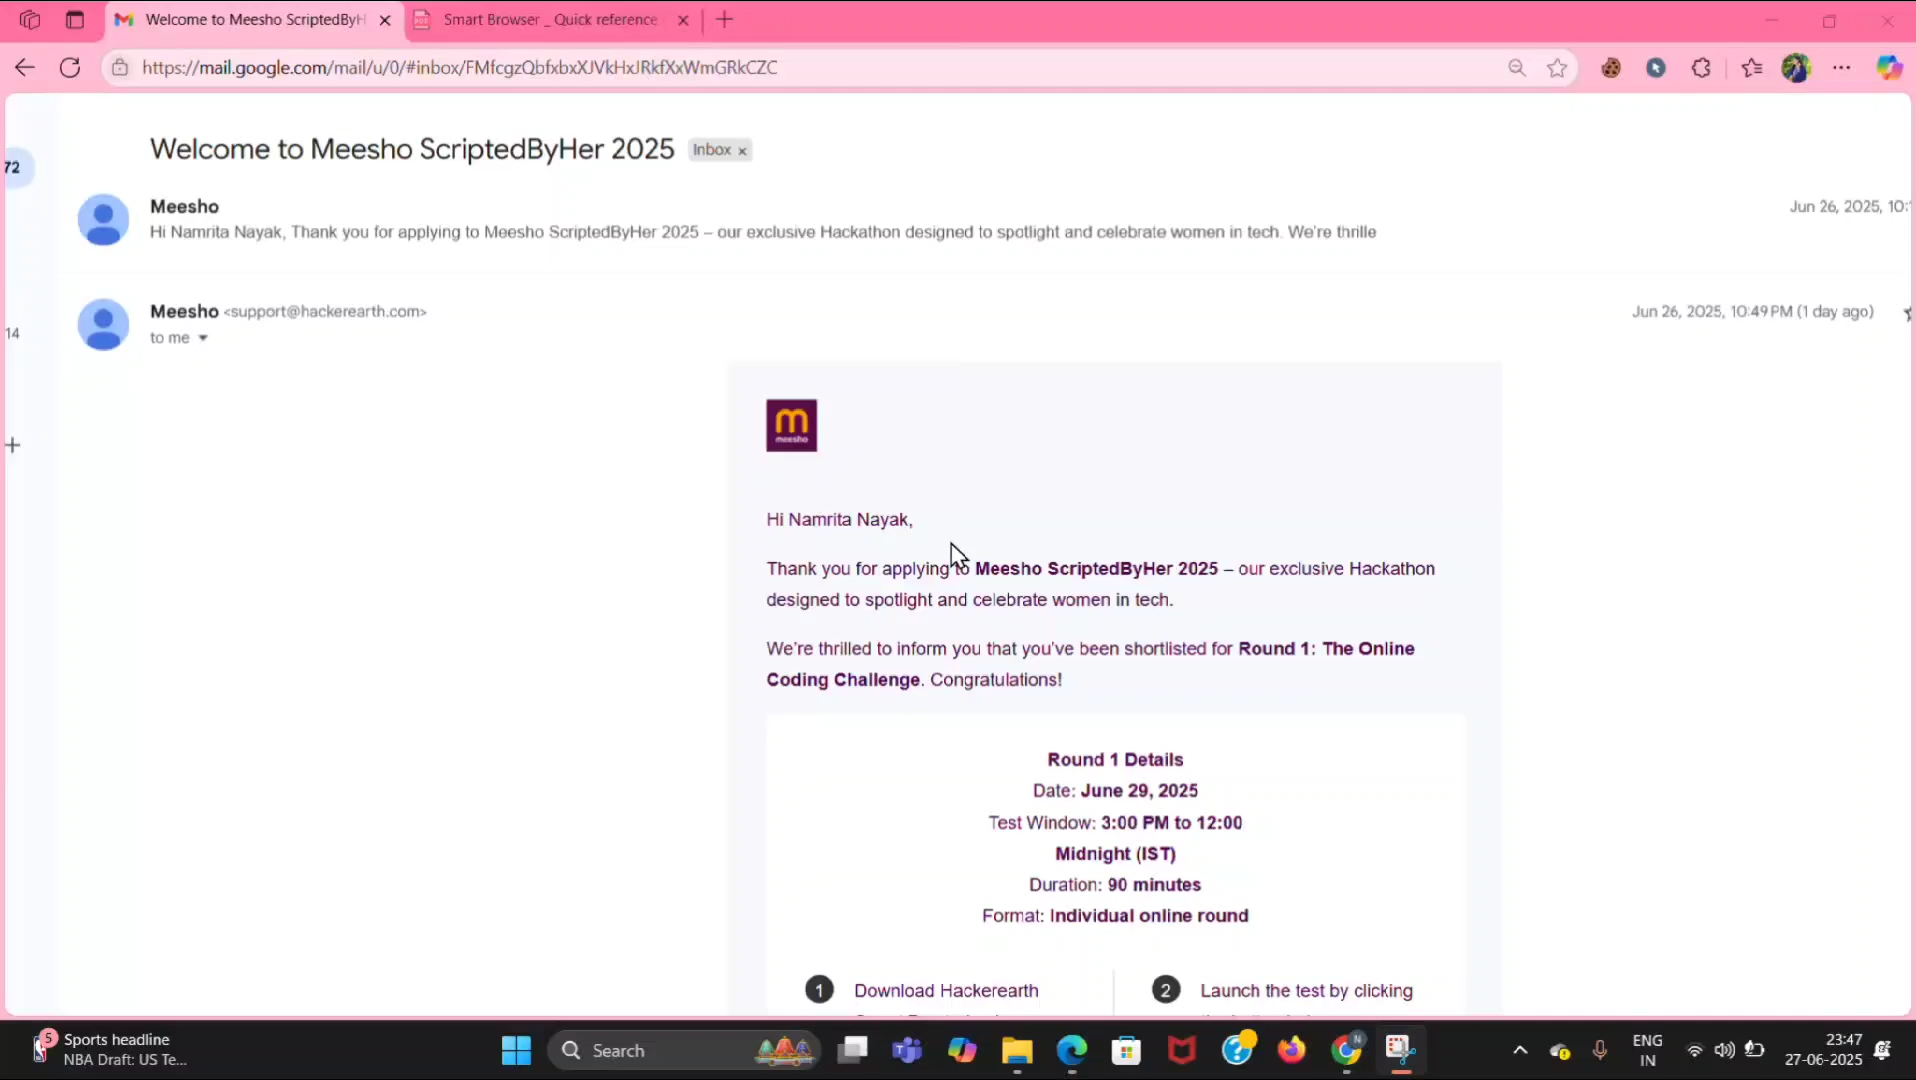 Welcome to Meesho ScriptedByH
Smart Browser _ Quick reference
https://mail.google.com/mail/u/0/#inbox/FMfcgzQbfxbxXJVkHxJRkfXxWmGRkCZC
Welcome to Meesho ScriptedByHer 2025 Inbox x
72
Meesho
Jun 26, 2025, 10:
Hi Namrita Nayak, Thank you for applying to Meesho ScriptedByHer 2025 – our exclusive Hackathon designed to spotlight and celebrate women in tech. We're thrille
Meesho <support@hackerearth.com>
Jun 26, 2025, 10:49 PM (1 day ago)
to me
14
meesho
Hi Namrita Nayak,
Thank you for applying to Meesho ScriptedByHer 2025 – our exclusive Hackathon
designed to spotlight and celebrate women in tech.
We're thrilled to inform you that you've been shortlisted for Round 1: The Online
Coding Challenge. Congratulations!
Round 1 Details
Date: June 29, 2025
Test Window: 3:00 PM to 12:00
Midnight (IST)
Duration: 90 minutes
Format: Individual online round
1 Download Hackerearth
2 Launch the test by clicking
5
Sports headline
NBA Draft: US Te...
Search
ENG
IN
23:47
27-06-2025